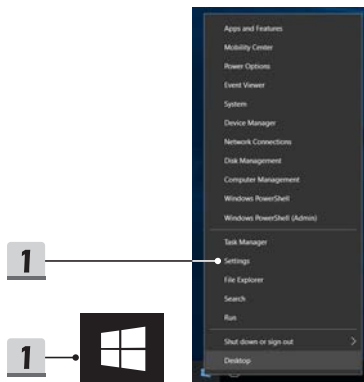 Apps and Features
Mobility Center
Power Options
Event Viewer
System
Device Manager
Network Connections
Disk Management
Computer Management
Windows PowerShell
Windows PowerShell (Admin)
Task Manager
1
Settings
File Explorer
Search
Run
1
Shut down or sign out
Desktop